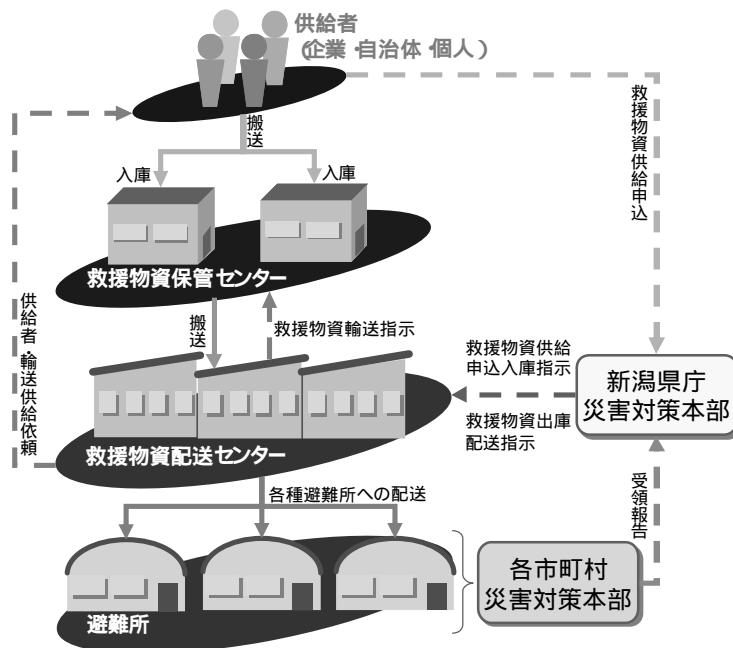 供給者
(企業・自治体・個人)
搬送
入庫
入庫
救援物資供給申込
救援物資保管センター
搬送
救援物資輸送指示
供給者・輸送供給依頼
救援物資供給
申込入庫指示
新潟県庁
災害対策本部
救援物資出庫
配送指示
救援物資配送センター
各種避難所への配送
受領報告
各市町村
災害対策本部
避難所